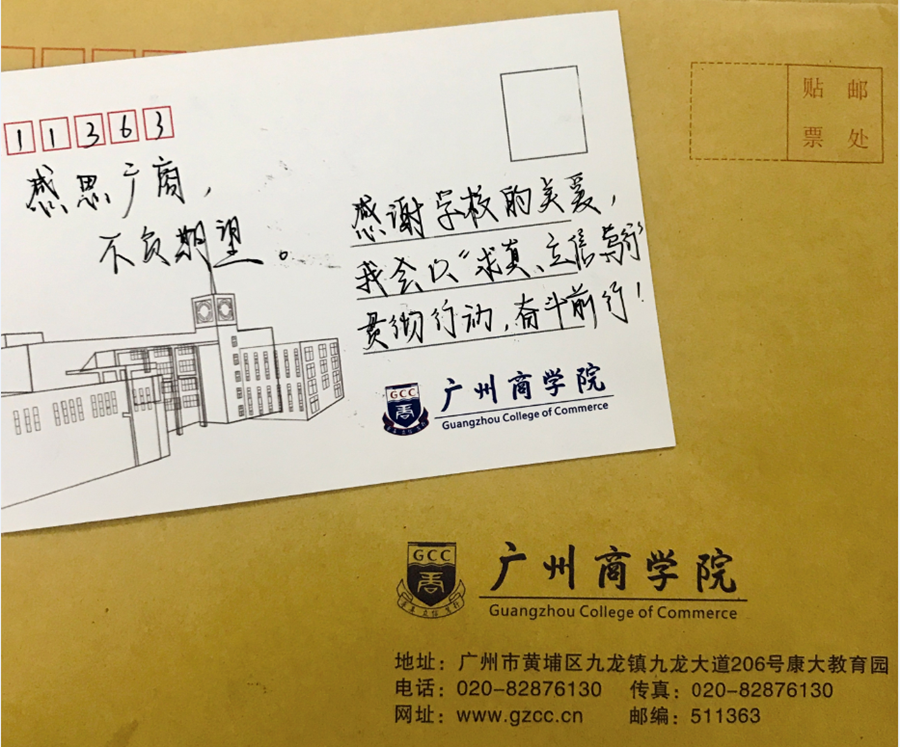 11363
感思广商，
不负期望。
感谢学校的关爱，
我会以“求真、立信、笃行”
贯彻行动，奋斗前行！
GCC
广州商学院
Guangzhou College of Commerce
贴邮
票处
GCC
广州商学院
Guangzhou College of Commerce
地址：广州市黄埔区九龙镇九龙大道206号康大教育园
电话：020-82876130 传真：020-82876130
网址：www.gzcc.cn 邮编：511363